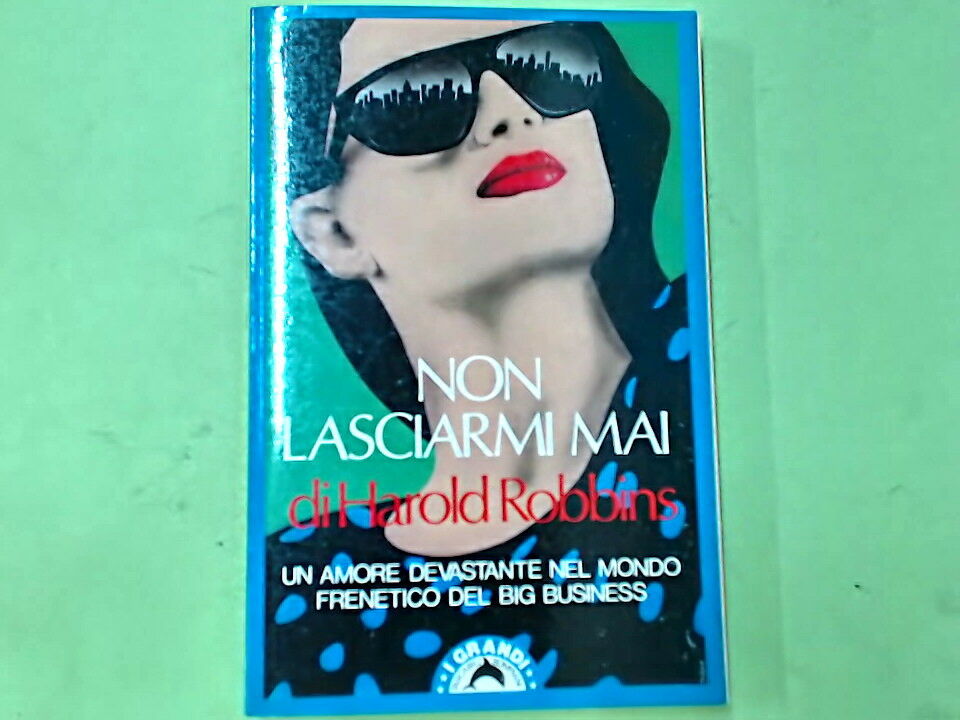 NON
LASCIARMI MAI
di Harold Robbins
UN AMORE DEVASTANTE NEL MONDO
FRENETICO DEL BIG BUSINESS
I GRANDI